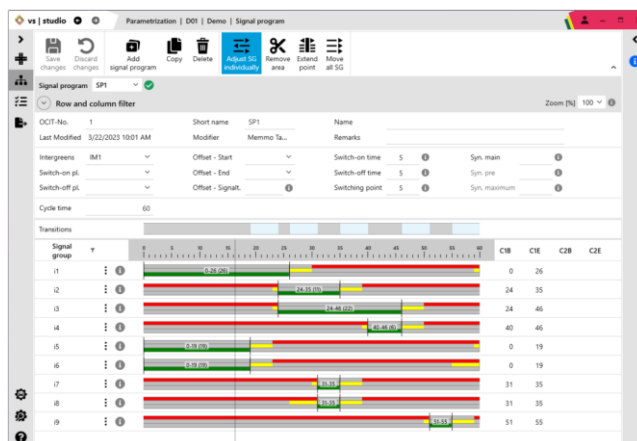 vs | studio Parametrization | D01 | Demo | Signal program
Save changes
Discard changes
Add signal program
Copy
Delete
Adjust SG individually
Remove area
Extend point
Move all SG
Signal program SP1
Row and column filter Zoom [%] 100
OCIT-No. 1 Short name SP1 Name
Last Modified 3/22/2023 10:01 AM Modifier Memmo Ta... Remarks
Intergreens IM1 Offset - Start Switch-on time S Syn. main
Switch-on pl. Offset - End Switch-off time S Syn. pre
Switch-off pl. Offset - Signalt. Switching point S Syn. maximum
Cycle time 60
Transitions
Signal group 0 5 10 15 20 25 30 35 40 45 50 55 60 C1B C1E C2B C2E
i1 0-26 (26) 0 26
i2 24-35 (11) 24 35
i3 24-46 (22) 24 46
i4 40-46 (6) 40 46
i5 0-19 (19) 0 19
i6 0-19 (19) 0 19
i7 31-35 31 35
i8 31-35 31 35
i9 51-55 51 55